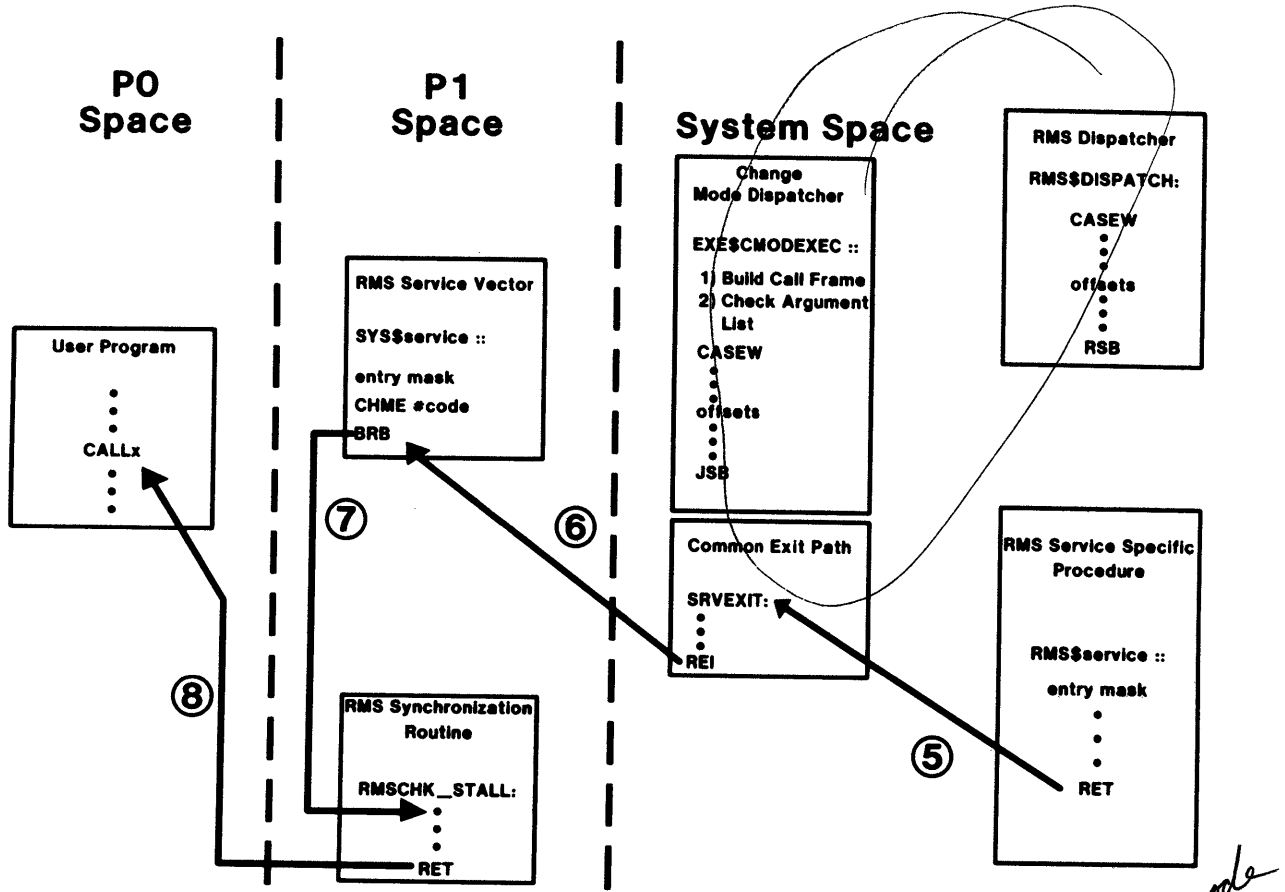 P0
Space
P1
Space
System Space
User Program
CALLx
RMS Service Vector
SYS$service ::
entry mask
CHME #code
BRB
RMS Synchronization
Routine
RMSCHK_STALL:
RET
Change
Mode Dispatcher
EXE$CMODEXEC ::
1) Build Call Frame
2) Check Argument
List
CASEW
offsets
JSB
Common Exit Path
SRVEXIT:
REI
RMS Dispatcher
RMS$DISPATCH:
CASEW
offsets
RSB
RMS Service Specific
Procedure
RMS$service ::
entry mask
RET
5
6
7
8